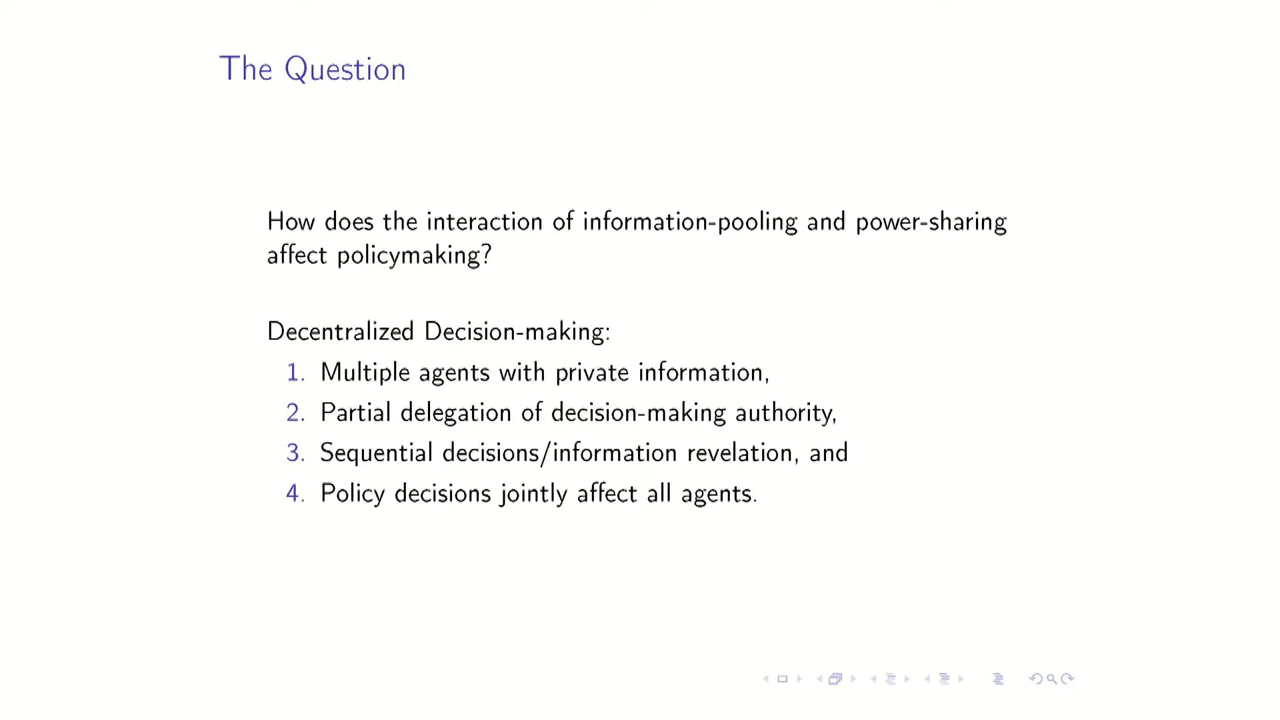 The Question
How does the interaction of information-pooling and power-sharing
affect policymaking?
Decentralized Decision-making:
1. Multiple agents with private information,
2. Partial delegation of decision-making authority,
3. Sequential decisions/information revelation, and
4. Policy decisions jointly affect all agents.